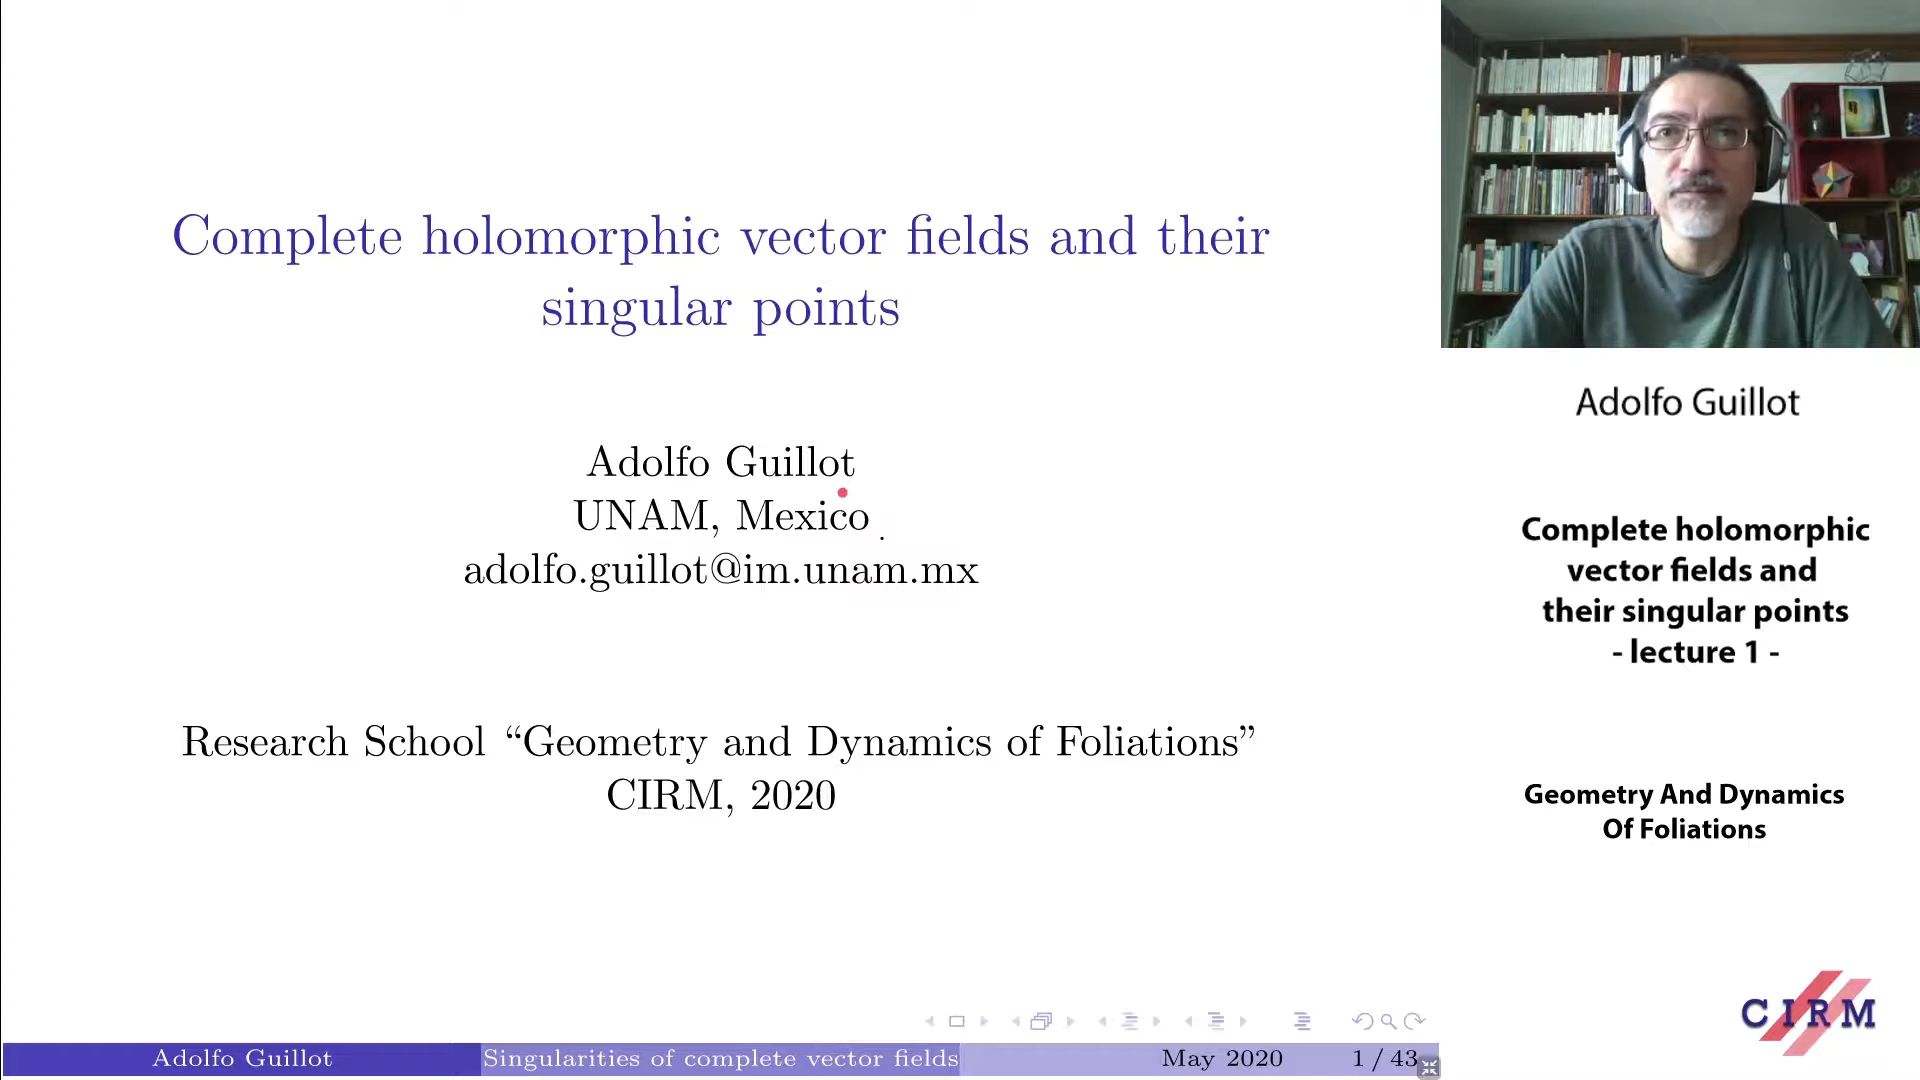 Complete holomorphic vector fields and their
singular points
Adolfo Guillot
UNAM, Mexico
adolfo.guillot@im.unam.mx
Research School “Geometry and Dynamics of Foliations”
CIRM, 2020
Adolfo Guillot
Singularities of complete vector fields
May 2020
1 / 43
Adolfo Guillot
Complete holomorphic
vector fields and
their singular points
- lecture 1 -
Geometry And Dynamics
Of Foliations
CIRM